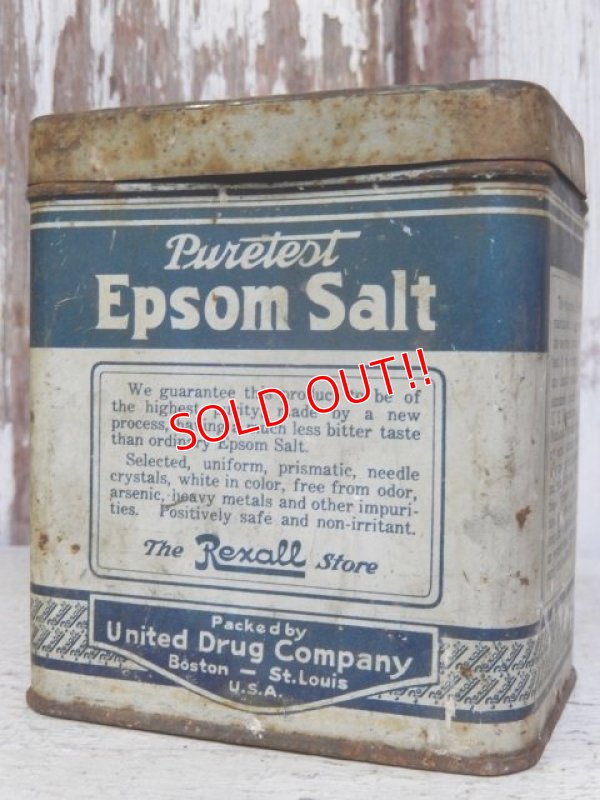 Puretest
Epsom Salt
We guarantee this product to be of
the highest purity, made by a new
process, having a much less bitter taste
than ordinary Epsom Salt.
Selected, uniform, prismatic, needle
crystals, white in color, free from odor,
arsenic, heavy metals and other impuri-
ties. Positively safe and non-irritant.
The Rexall Store
Packed by
United Drug Company
Boston — St. Louis
U.S.A.
SOLD OUT!!